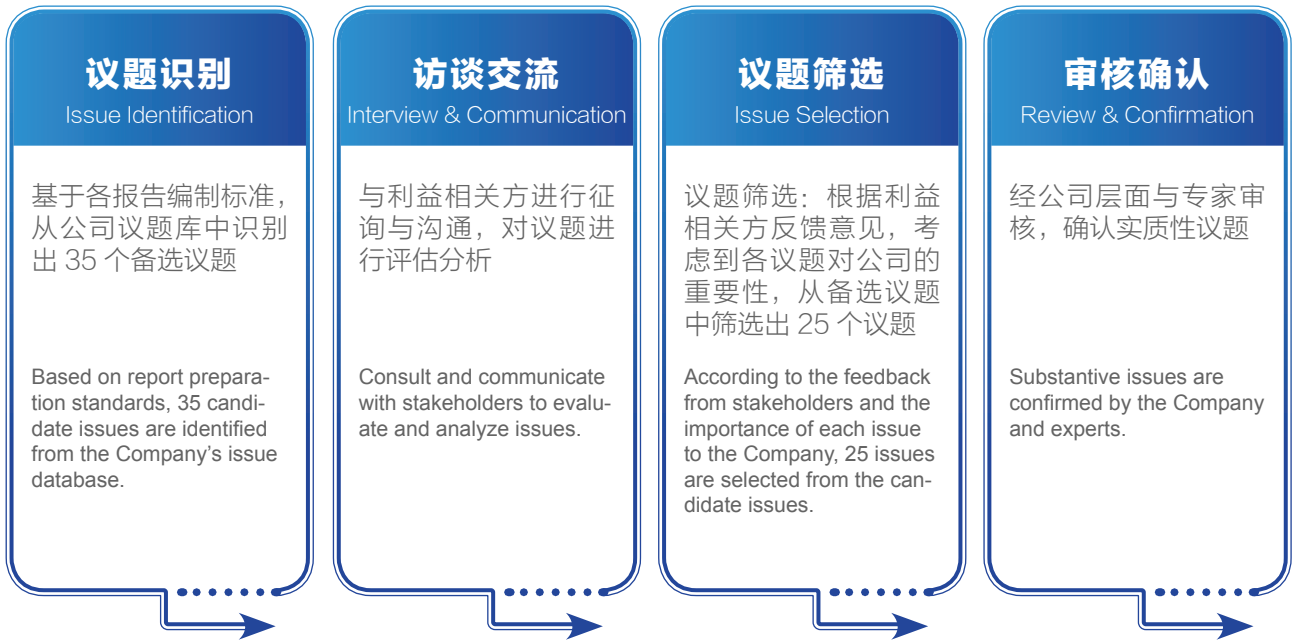 议题识别
Issue Identification
基于各报告编制标准，
从公司议题库中识别
出 35 个备选议题
Based on report prepara-
tion standards, 35 candi-
date issues are identified
from the Company’s issue
database.
访谈交流
Interview & Communication
与利益相关方进行征
询与沟通，对议题进
行评估分析
Consult and communicate
with stakeholders to evalu-
ate and analyze issues.
议题筛选
Issue Selection
议题筛选：根据利益
相关方反馈意见，考
虑到各议题对公司的
重要性，从备选议题
中筛选出 25 个议题
According to the feedback
from stakeholders and the
importance of each issue
to the Company, 25 issues
are selected from the can-
didate issues.
审核确认
Review & Confirmation
经公司层面与专家审
核，确认实质性议题
Substantive issues are
confirmed by the Company
and experts.